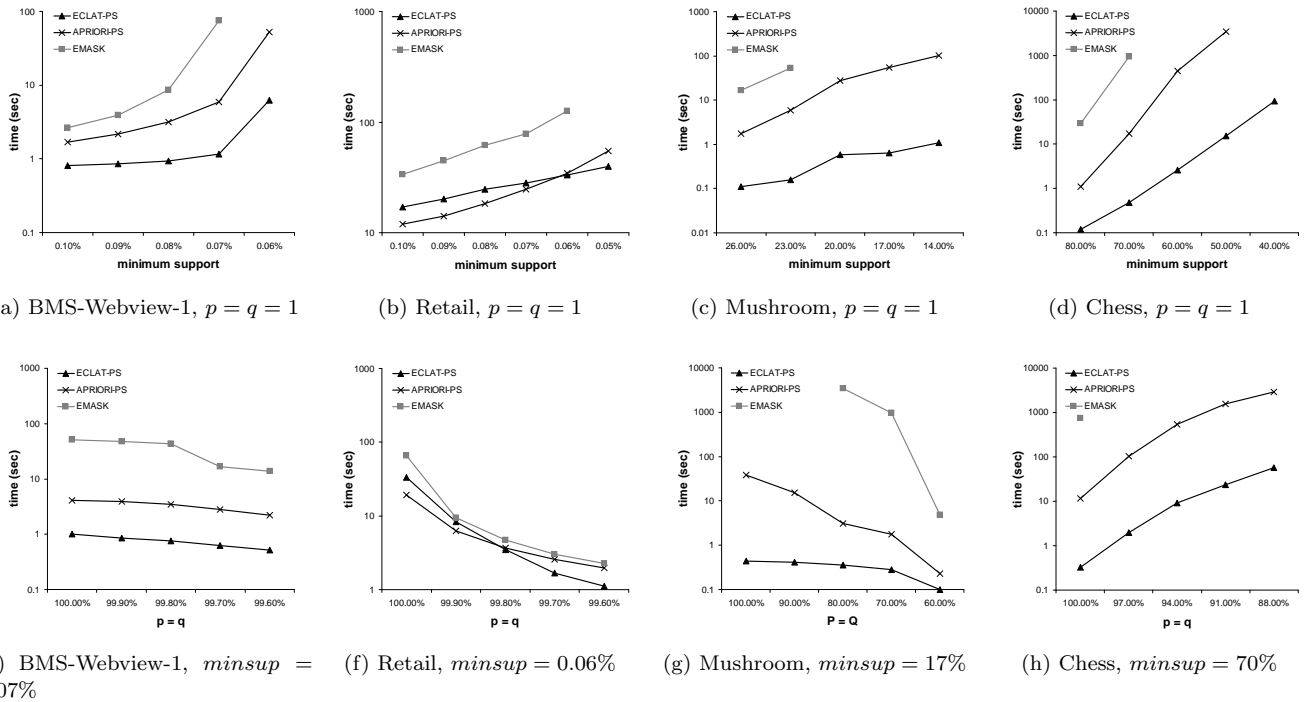 100
10
1
0.1
time (sec)
ECLAT-PS
APRIORI-PS
EMASK
0.10% 0.09% 0.08% 0.07% 0.06%
minimum support
a) BMS-Webview-1, p = q = 1
1000
100
10
time (sec)
ECLAT-PS
APRIORI-PS
EMASK
0.10% 0.09% 0.08% 0.07% 0.06% 0.05%
minimum support
(b) Retail, p = q = 1
1000
100
10
1
0.1
0.01
time (sec)
ECLAT-PS
APRIORI-PS
EMASK
26.00% 23.00% 20.00% 17.00% 14.00%
minimum support
(c) Mushroom, p = q = 1
10000
1000
100
10
1
0.1
time (sec)
ECLAT-PS
APRIORI-PS
EMASK
80.00% 70.00% 60.00% 50.00% 40.00%
minimum support
(d) Chess, p = q = 1
1000
100
10
1
0.1
time (sec)
ECLAT-PS
APRIORI-PS
EMASK
100.00% 99.90% 99.80% 99.70% 99.60%
p = q
) BMS-Webview-1, minsup =
07%
1000
100
10
1
time (sec)
ECLAT-PS
APRIORI-PS
EMASK
100.00% 99.90% 99.80% 99.70% 99.60%
p = q
(f) Retail, minsup = 0.06%
10000
1000
100
10
1
0.1
time (sec)
ECLAT-PS
APRIORI-PS
EMASK
100.00% 90.00% 80.00% 70.00% 60.00%
P = Q
(g) Mushroom, minsup = 17%
10000
1000
100
10
1
0.1
time (sec)
ECLAT-PS
APRIORI-PS
EMASK
100.00% 97.00% 94.00% 91.00% 88.00%
p = q
(h) Chess, minsup = 70%